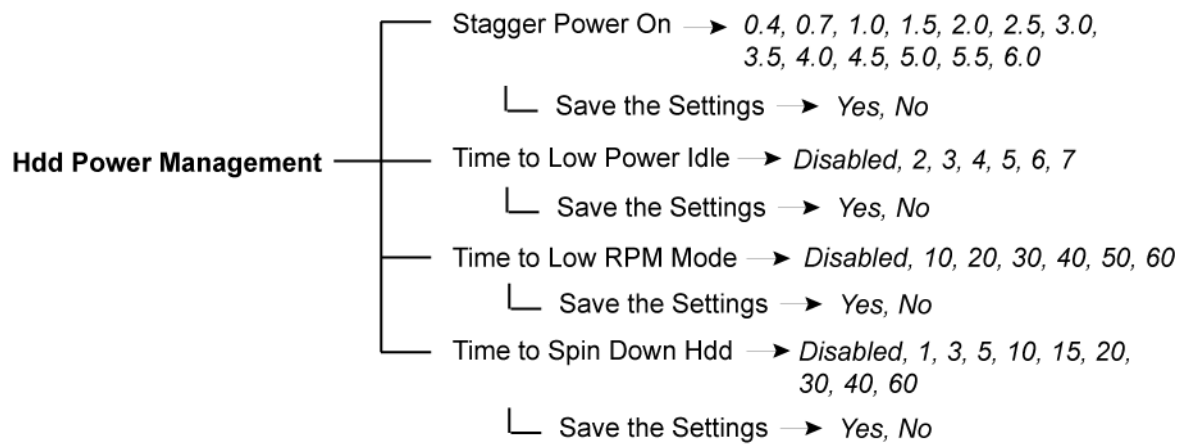 Stagger Power On 0.4, 0.7, 1.0, 1.5, 2.0, 2.5, 3.0,
3.5, 4.0, 4.5, 5.0, 5.5, 6.0
Save the Settings Yes, No
Hdd Power Management
Time to Low Power Idle Disabled, 2, 3, 4, 5, 6, 7
Save the Settings Yes, No
Time to Low RPM Mode Disabled, 10, 20, 30, 40, 50, 60
Save the Settings Yes, No
Time to Spin Down Hdd Disabled, 1, 3, 5, 10, 15, 20,
30, 40, 60
Save the Settings Yes, No